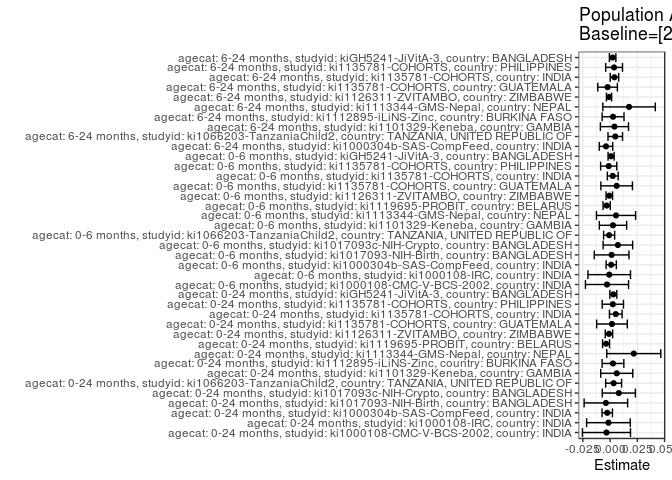 Population A
Baseline=[2
agecat: 6-24 months, studyid: kiGH5241-JiVitA-3, country: BANGLADESH
agecat: 6-24 months, studyid: ki1135781-COHORTS, country: PHILIPPINES
agecat: 6-24 months, studyid: ki1135781-COHORTS, country: INDIA
agecat: 6-24 months, studyid: ki1135781-COHORTS, country: GUATEMALA
agecat: 6-24 months, studyid: ki1126311-ZVITAMBO, country: ZIMBABWE
agecat: 6-24 months, studyid: ki1113344-GMS-Nepal, country: NEPAL
agecat: 6-24 months, studyid: ki1112895-iLiNS-Zinc, country: BURKINA FASO
agecat: 6-24 months, studyid: ki1101329-Keneba, country: GAMBIA
agecat: 6-24 months, studyid: ki1066203-TanzaniaChild2, country: TANZANIA, UNITED REPUBLIC OF
agecat: 6-24 months, studyid: ki1000304b-SAS-CompFeed, country: INDIA
agecat: 0-6 months, studyid: kiGH5241-JiVitA-3, country: BANGLADESH
agecat: 0-6 months, studyid: ki1135781-COHORTS, country: PHILIPPINES
agecat: 0-6 months, studyid: ki1135781-COHORTS, country: INDIA
agecat: 0-6 months, studyid: ki1135781-COHORTS, country: GUATEMALA
agecat: 0-6 months, studyid: ki1126311-ZVITAMBO, country: ZIMBABWE
agecat: 0-6 months, studyid: ki1119695-PROBIT, country: BELARUS
agecat: 0-6 months, studyid: ki1113344-GMS-Nepal, country: NEPAL
agecat: 0-6 months, studyid: ki1101329-Keneba, country: GAMBIA
agecat: 0-6 months, studyid: ki1066203-TanzaniaChild2, country: TANZANIA, UNITED REPUBLIC OF
agecat: 0-6 months, studyid: ki1017093c-NIH-Crypto, country: BANGLADESH
agecat: 0-6 months, studyid: ki1017093-NIH-Birth, country: BANGLADESH
agecat: 0-6 months, studyid: ki1000304b-SAS-CompFeed, country: INDIA
agecat: 0-6 months, studyid: ki1000108-IRC, country: INDIA
agecat: 0-6 months, studyid: ki1000108-CMC-V-BCS-2002, country: INDIA
agecat: 0-24 months, studyid: kiGH5241-JiVitA-3, country: BANGLADESH
agecat: 0-24 months, studyid: ki1135781-COHORTS, country: PHILIPPINES
agecat: 0-24 months, studyid: ki1135781-COHORTS, country: INDIA
agecat: 0-24 months, studyid: ki1135781-COHORTS, country: GUATEMALA
agecat: 0-24 months, studyid: ki1126311-ZVITAMBO, country: ZIMBABWE
agecat: 0-24 months, studyid: ki1119695-PROBIT, country: BELARUS
agecat: 0-24 months, studyid: ki1113344-GMS-Nepal, country: NEPAL
agecat: 0-24 months, studyid: ki1112895-iLiNS-Zinc, country: BURKINA FASO
agecat: 0-24 months, studyid: ki1101329-Keneba, country: GAMBIA
agecat: 0-24 months, studyid: ki1066203-TanzaniaChild2, country: TANZANIA, UNITED REPUBLIC OF
agecat: 0-24 months, studyid: ki1017093c-NIH-Crypto, country: BANGLADESH
agecat: 0-24 months, studyid: ki1017093-NIH-Birth, country: BANGLADESH
agecat: 0-24 months, studyid: ki1000304b-SAS-CompFeed, country: INDIA
agecat: 0-24 months, studyid: ki1000108-IRC, country: INDIA
agecat: 0-24 months, studyid: ki1000108-CMC-V-BCS-2002, country: INDIA
-0.025 0.000 0.025 0.05
Estimate